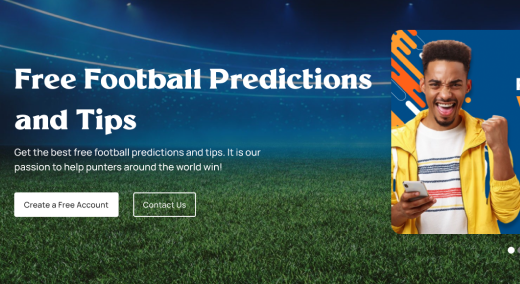 Free Football Predictions
and Tips
Get the best free football predictions and tips. It is our
passion to help punters around the world win!
Create a Free Account
Contact Us